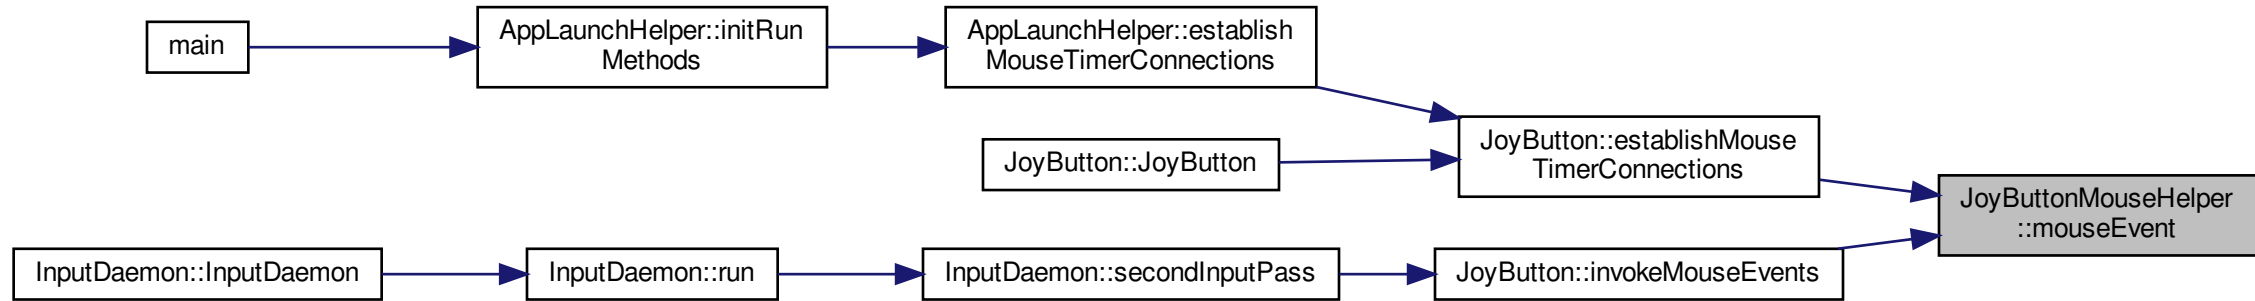 main
AppLaunchHelper::initRun
Methods
AppLaunchHelper::establish
MouseTimerConnections
JoyButton::JoyButton
JoyButton::establishMouse
TimerConnections
JoyButtonMouseHelper
::mouseEvent
InputDaemon::InputDaemon
InputDaemon::run
InputDaemon::secondInputPass
JoyButton::invokeMouseEvents